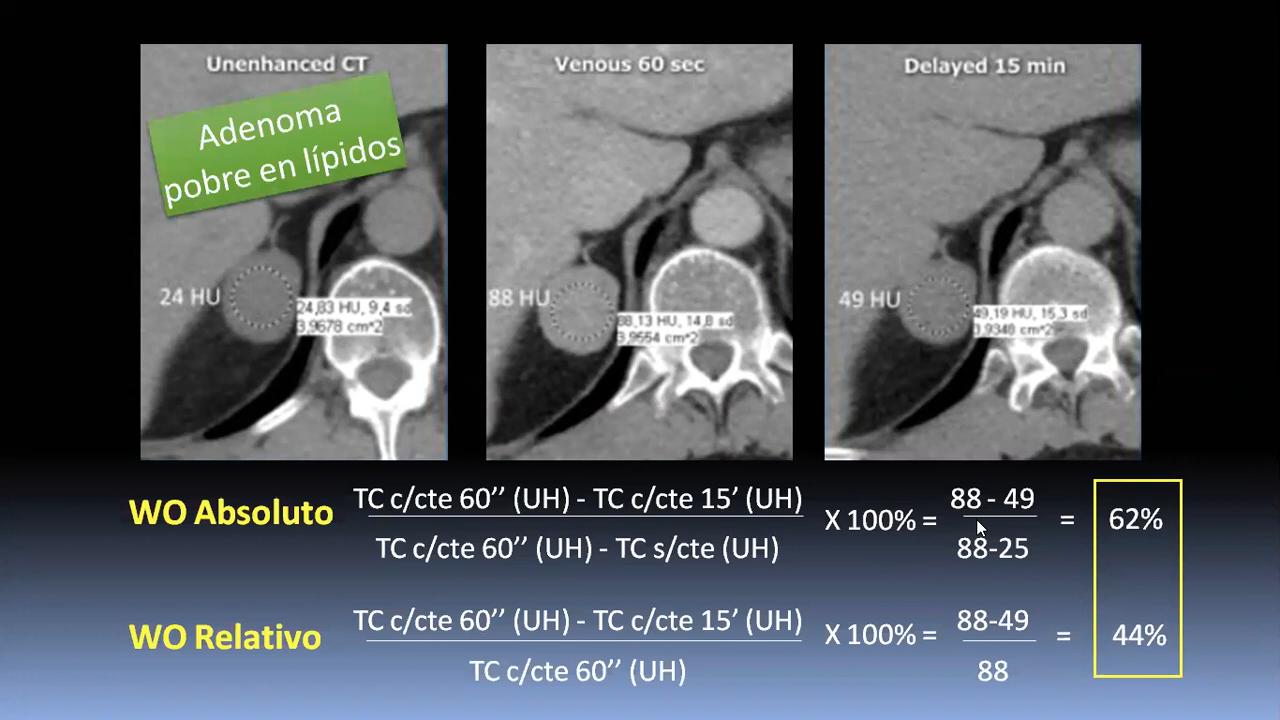 Unenhanced CT
Adenoma
pobre en lípidos
24 HU
24,83 HU, 9,4 sd
3,9678 cm^2
Venous 60 sec
88 HU
88,13 HU, 14,8 sd
3,9554 cm^2
Delayed 15 min
49 HU
49,19 HU, 15,3 sd
3,9348 cm^2
WO Absoluto
TC c/cte 60’’ (UH) - TC c/cte 15’ (UH)
TC c/cte 60’’ (UH) - TC s/cte (UH)
X 100% =
88 - 49
88-25
= 62%
WO Relativo
TC c/cte 60’’ (UH) - TC c/cte 15’ (UH)
TC c/cte 60’’ (UH)
X 100% =
88-49
88
= 44%